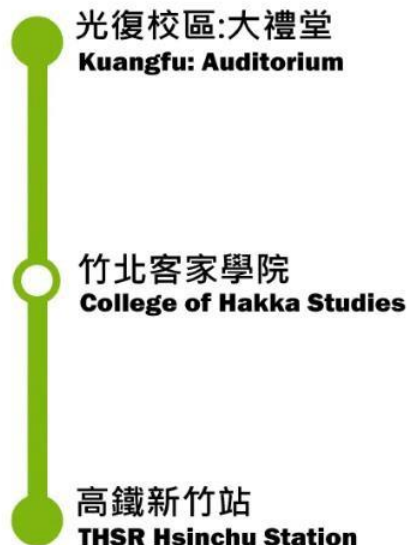 光復校區:大禮堂
Kuangfu: Auditorium
竹北客家學院
College of Hakka Studies
高鐵新竹站
THSR Hsinchu Station